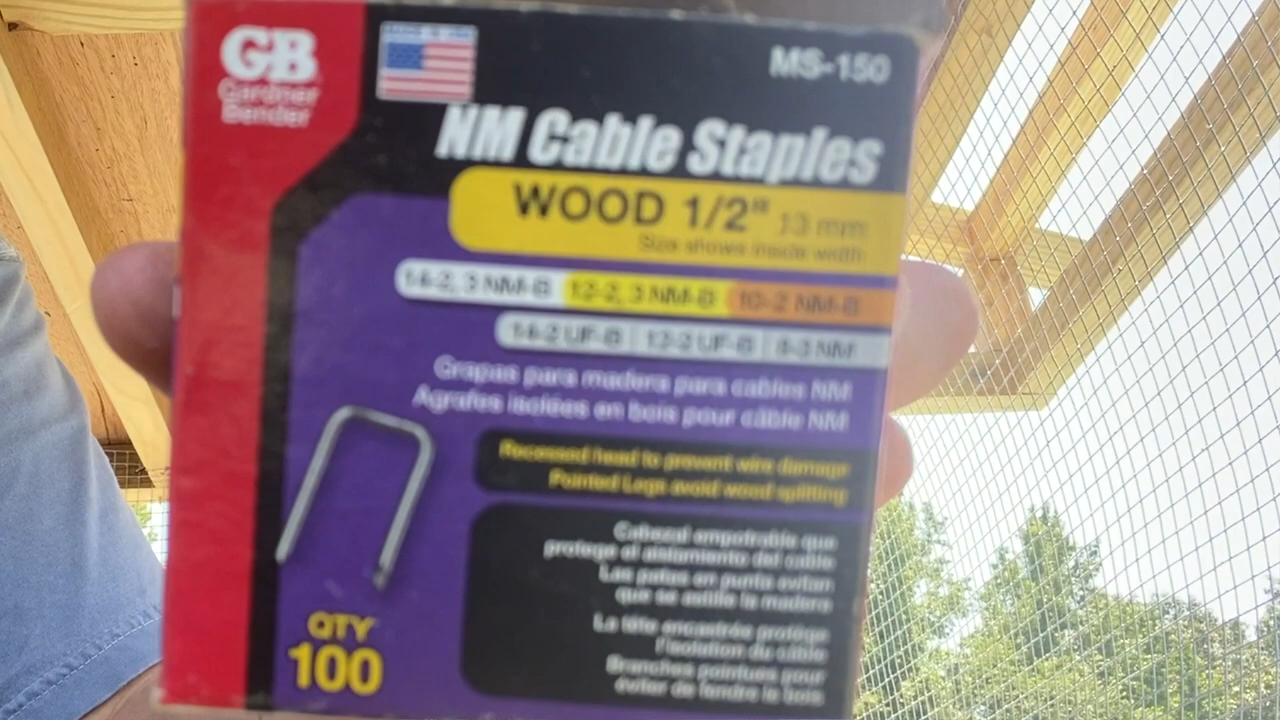 GB
Gardner
Bender
MADE IN USA
MS-150
NM Cable Staples
WOOD 1/2" 13 mm
Size shown inside width
14-2, 3 NM-B 12-2, 3 NM-B 10-2 NM-B
14-2 UF-B 12-2 UF-B 8-3 NM
Grapas para madera para cables NM
Agrafes isolées en bois pour câble NM
Recessed head to prevent wire damage
Pointed Legs avoid wood splitting
Cabezal empotrable que
protege el aislamiento del cable
Las patas en punta evitan
que se astille la madera
La tête encastrée protège
l'isolation du câble
Branches pointues pour
éviter de fendre le bois
QTY
100